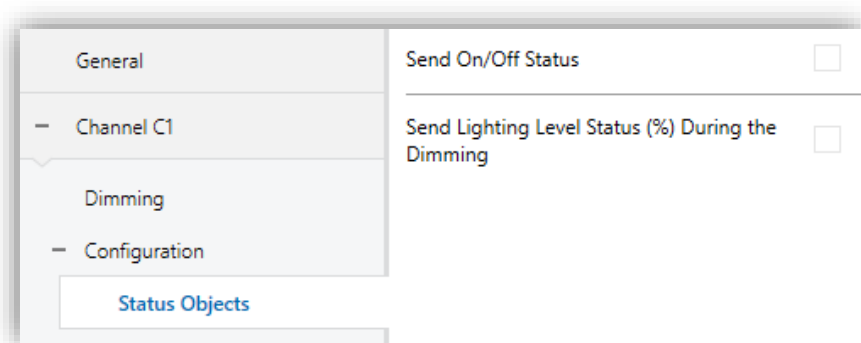 General
Channel C1
Dimming
Configuration
Status Objects
Send On/Off Status
Send Lighting Level Status (%) During the
Dimming